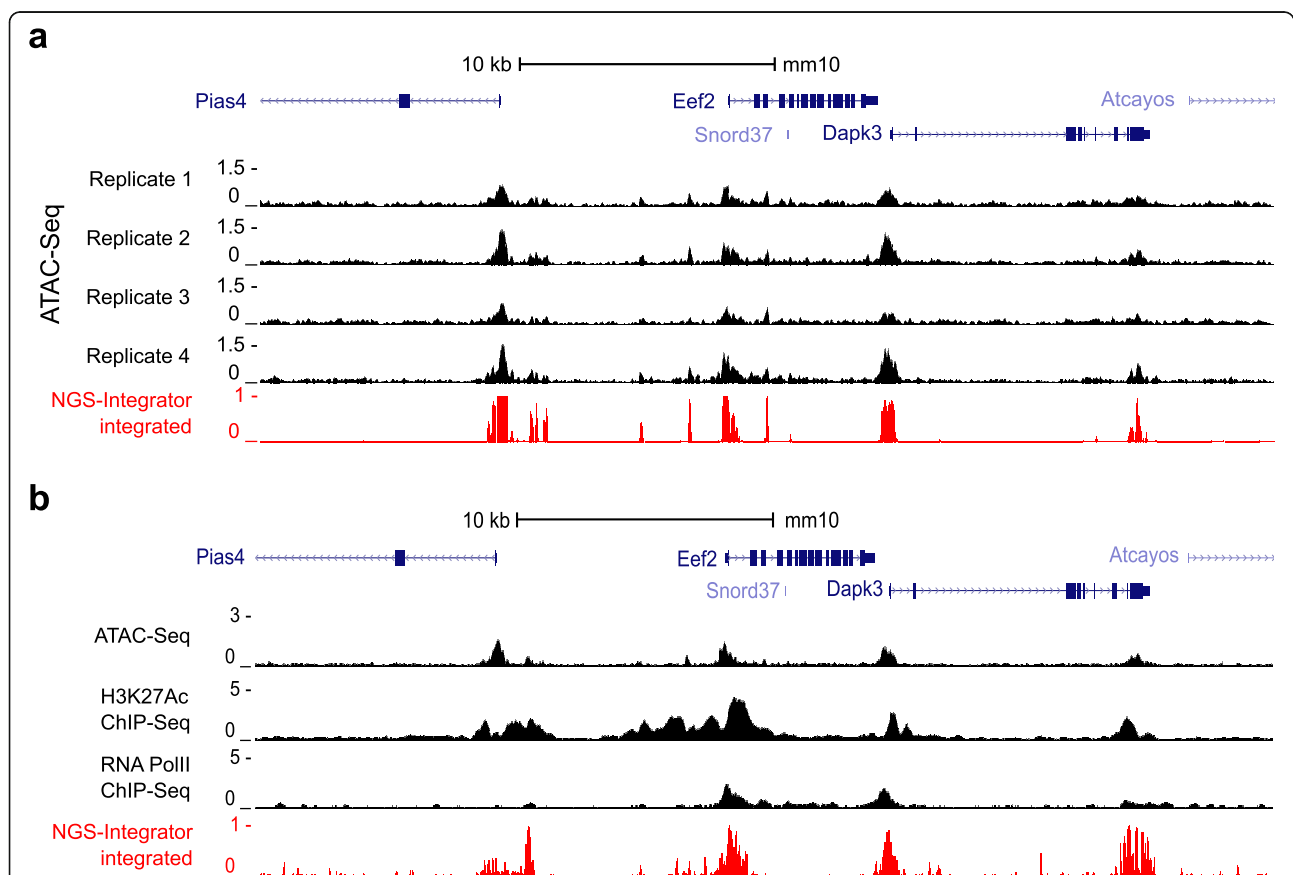 a
10 kb mm10
Pias4 Eef2 Atcayos
Snord37 Dapk3
ATAC-Seq
Replicate 1 1.5 -
0
Replicate 2 1.5 -
0
Replicate 3 1.5 -
0
Replicate 4 1.5 -
0
NGS-Integrator 1 -
integrated 0
b
10 kb mm10
Pias4 Eef2 Atcayos
Snord37 Dapk3
3 -
ATAC-Seq
0
H3K27Ac 5 -
ChIP-Seq 0
RNA PolII 5 -
ChIP-Seq 0
NGS-Integrator 1 -
integrated 0